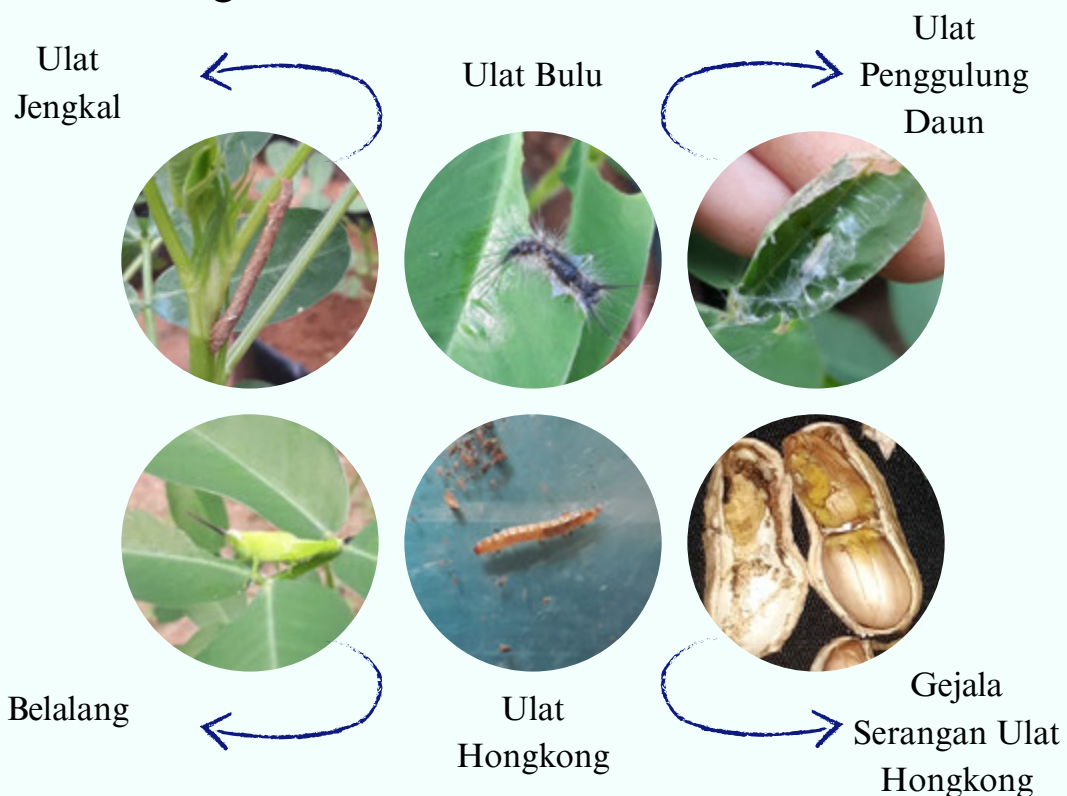 Ulat
Jengkal
Ulat Bulu
Ulat
Penggulung
Daun
Belalang
Ulat
Hongkong
Gejala
Serangan Ulat
Hongkong